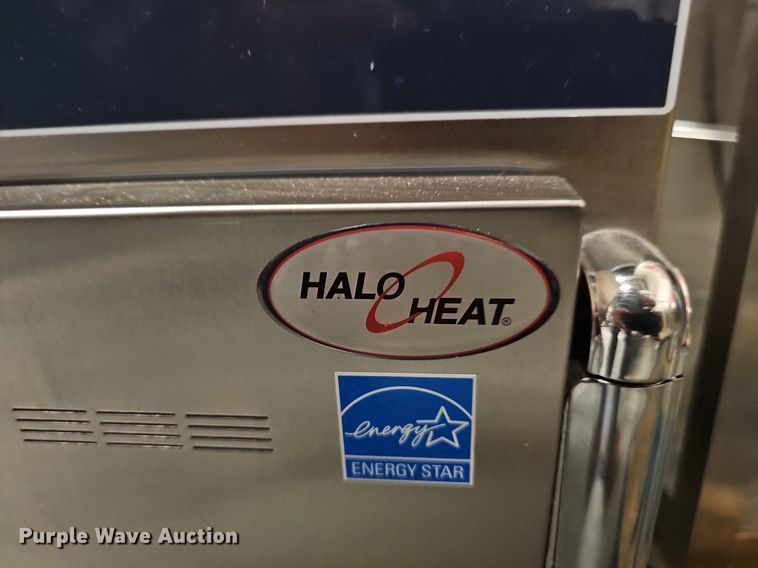 HALO
HEAT®
energy
ENERGY STAR
Purple Wave Auction